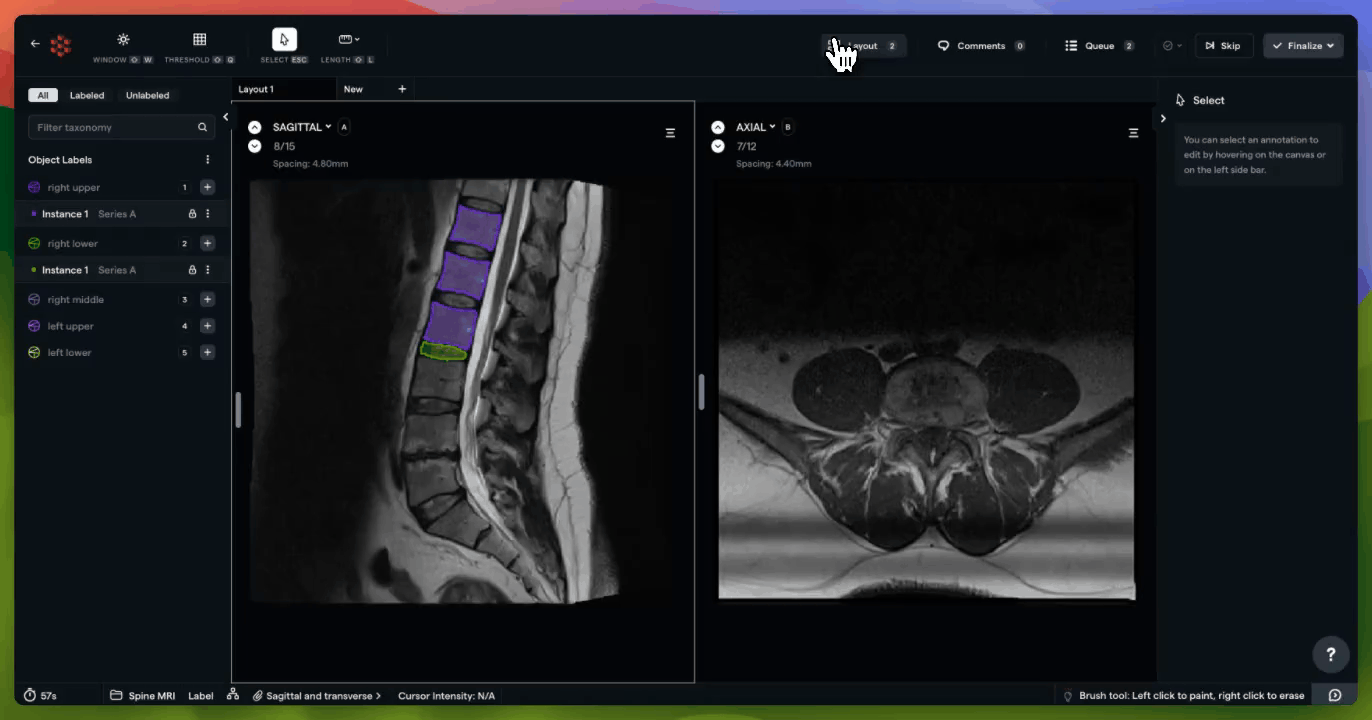 WINDOW W
THRESHOLD Q
SELECT ESC
LENGTH L
Layout 2
Comments 0
Queue 2
Skip
Finalize
All
Labeled
Unlabeled
Layout 1
New
Select
Filter taxonomy
SAGITTAL A
8/15
Spacing: 4.80mm
AXIAL B
7/12
Spacing: 4.40mm
You can select an annotation to
edit by hovering on the canvas or
on the left side bar.
Object Labels
right upper 1
Instance 1 Series A
right lower 2
Instance 1 Series A
right middle 3
left upper 4
left lower 5
?
57s
Spine MRI
Label
Sagittal and transverse
Cursor Intensity: N/A
Brush tool: Left click to paint, right click to erase